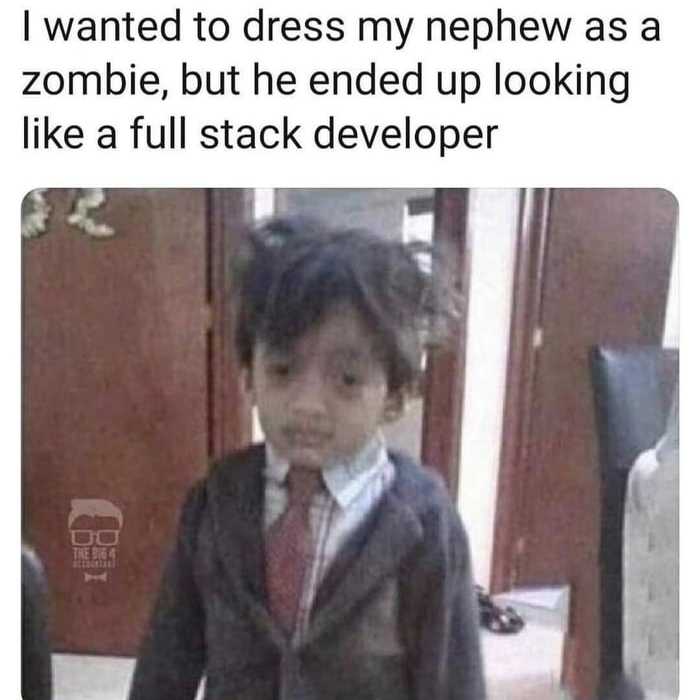 I wanted to dress my nephew as a
zombie, but he ended up looking
like a full stack developer
THE BIG 4
ACCOUNTANT